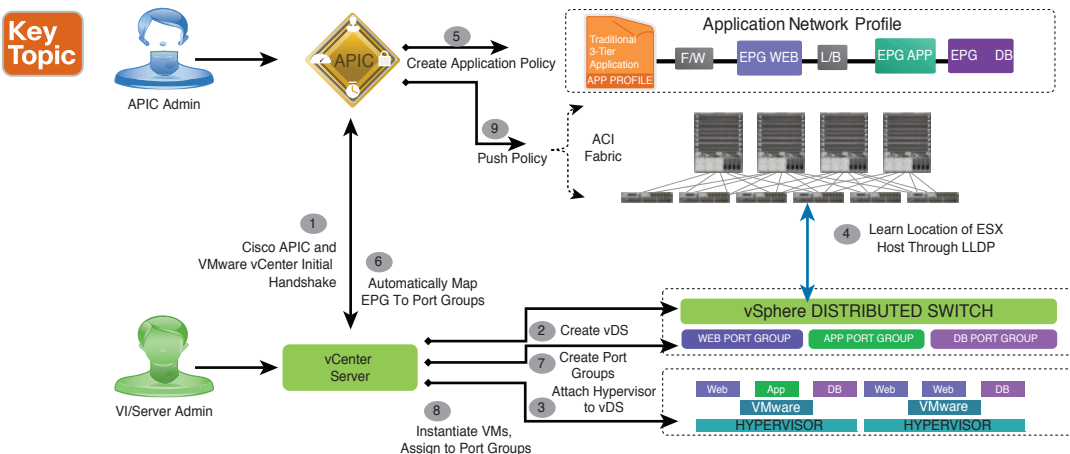 Key
Topic
APIC Admin
APIC
5
Create Application Policy
9
Push Policy
Application Network Profile
Traditional
3-Tier
Application
APP PROFILE
F/W
EPG WEB
L/B
EPG APP
EPG DB
ACI
Fabric
1
Cisco APIC and
VMware vCenter Initial
Handshake
6
Automatically Map
EPG To Port Groups
4
Learn Location of ESX
Host Through LLDP
VI/Server Admin
vCenter
Server
2
Create vDS
7
Create Port
Groups
3
Attach Hypervisor
to vDS
8
Instantiate VMs,
Assign to Port Groups
vSphere DISTRIBUTED SWITCH
WEB PORT GROUP
APP PORT GROUP
DB PORT GROUP
Web
App
DB
Web
Web
DB
VMware
VMware
HYPERVISOR
HYPERVISOR